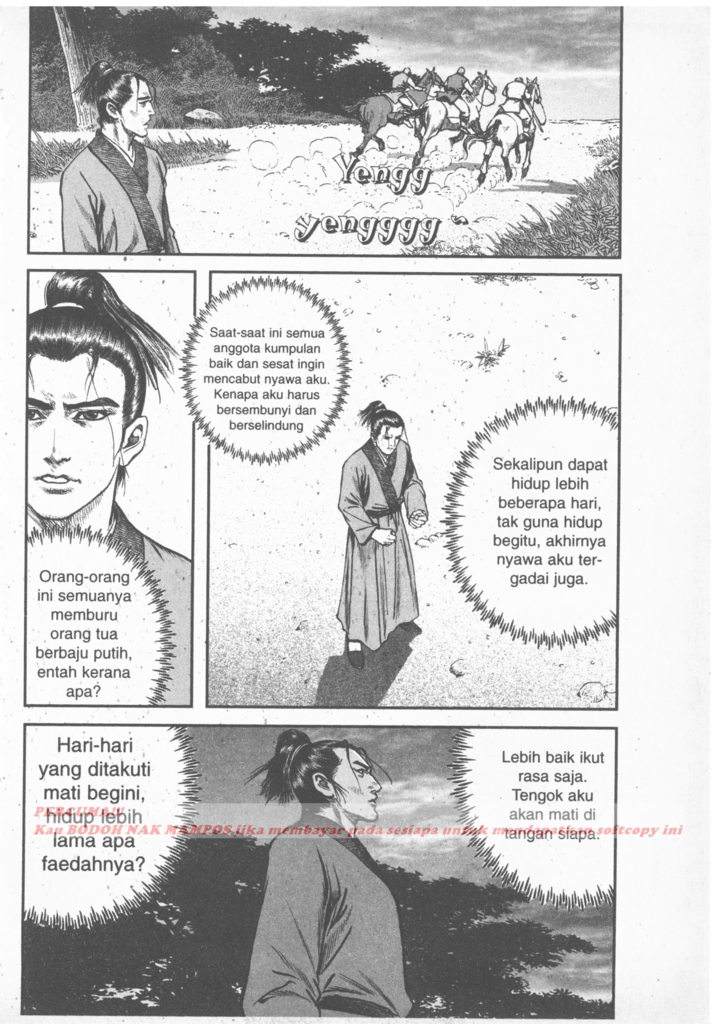 Yengg
yengggg
Saat-saat ini semua
anggota kumpulan
baik dan sesat ingin
mencabut nyawa aku.
Kenapa aku harus
bersembunyi dan
berselindung
Sekalipun dapat
hidup lebih
beberapa hari,
tak guna hidup
begitu, akhirnya
nyawa aku ter-
gadai juga.
Orang-orang
ini semuanya
memburu
orang tua
berbaju putih,
entah kerana
apa?
Hari-hari
yang ditakuti
mati begini,
hidup lebih
lama apa
faedahnya?
Lebih baik ikut
rasa saja.
Tengok aku
akan mati di
tangan siapa.
PERCUMA!!!
Kau BODOH NAK MAMPOS jika membayar pada sesiapa untuk mendapatkan softcopy ini